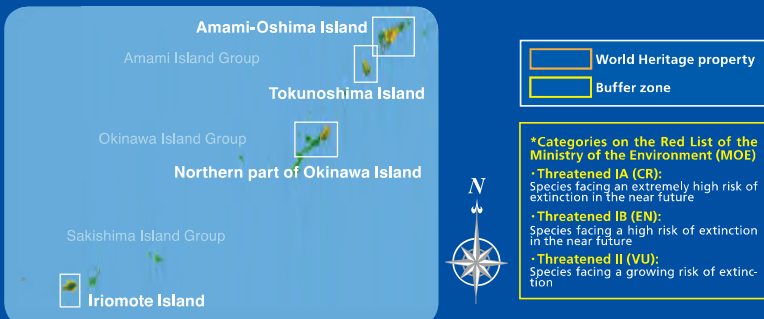 Amami-Oshima Island
Amami Island Group
Tokunoshima Island
Okinawa Island Group
Northern part of Okinawa Island
Sakishima Island Group
Iriomote Island
N
World Heritage property
Buffer zone
*Categories on the Red List of the
Ministry of the Environment (MOE)
・Threatened IA (CR):
Species facing an extremely high risk of
extinction in the near future
・Threatened IB (EN):
Species facing a high risk of extinction
in the near future
・Threatened II (VU):
Species facing a growing risk of extinc-
tion